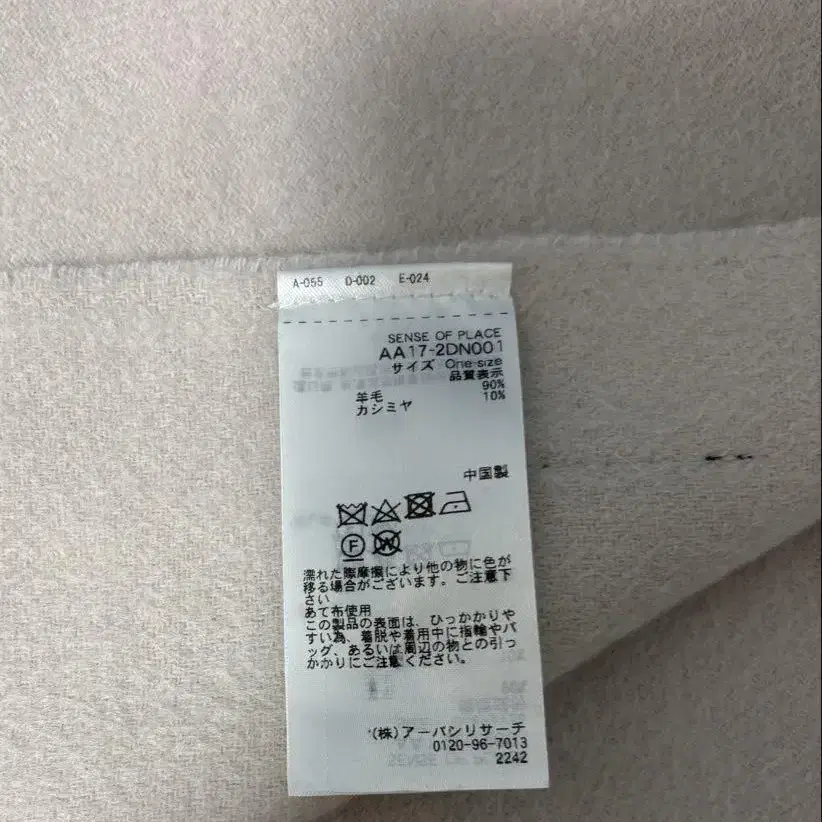 A-055 D-002 E-024
SENSE OF PLACE
AA17-2DN001
サイズ One-size
品質表示
90%
羊毛
10%
カシミヤ
中国製
F W
濡れた際摩擦により他の物に色が
移る場合がございます。ご注意下
さい
あて布使用
この製品の表面は、ひっかかりや
すい為、着脱や着用中に指輪やバ
ッグ、あるいは周辺の物との引っ
かかりにご注意ください。
(株)アーバンリサーチ
0120-96-7013
2242